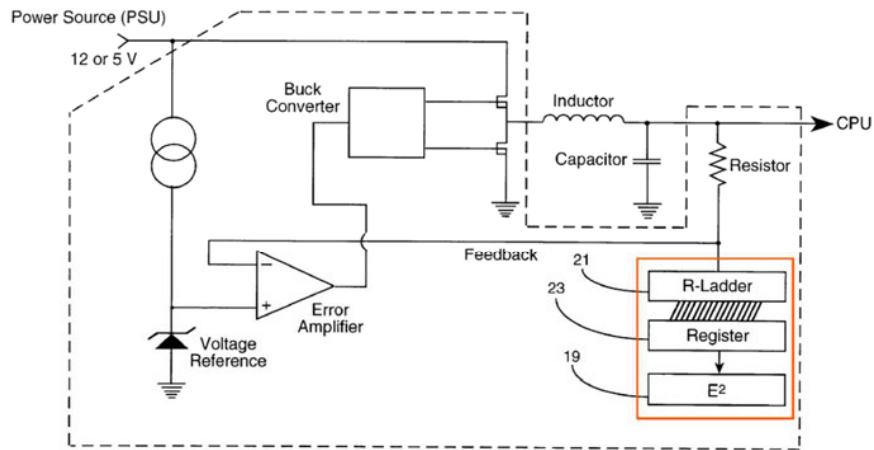 Power Source (PSU)
12 or 5 V
Buck
Converter
Inductor
CPU
Capacitor
Resistor
Feedback
21
R-Ladder
23
Error
Amplifier
Register
Voltage
Reference
19
E²
−
+